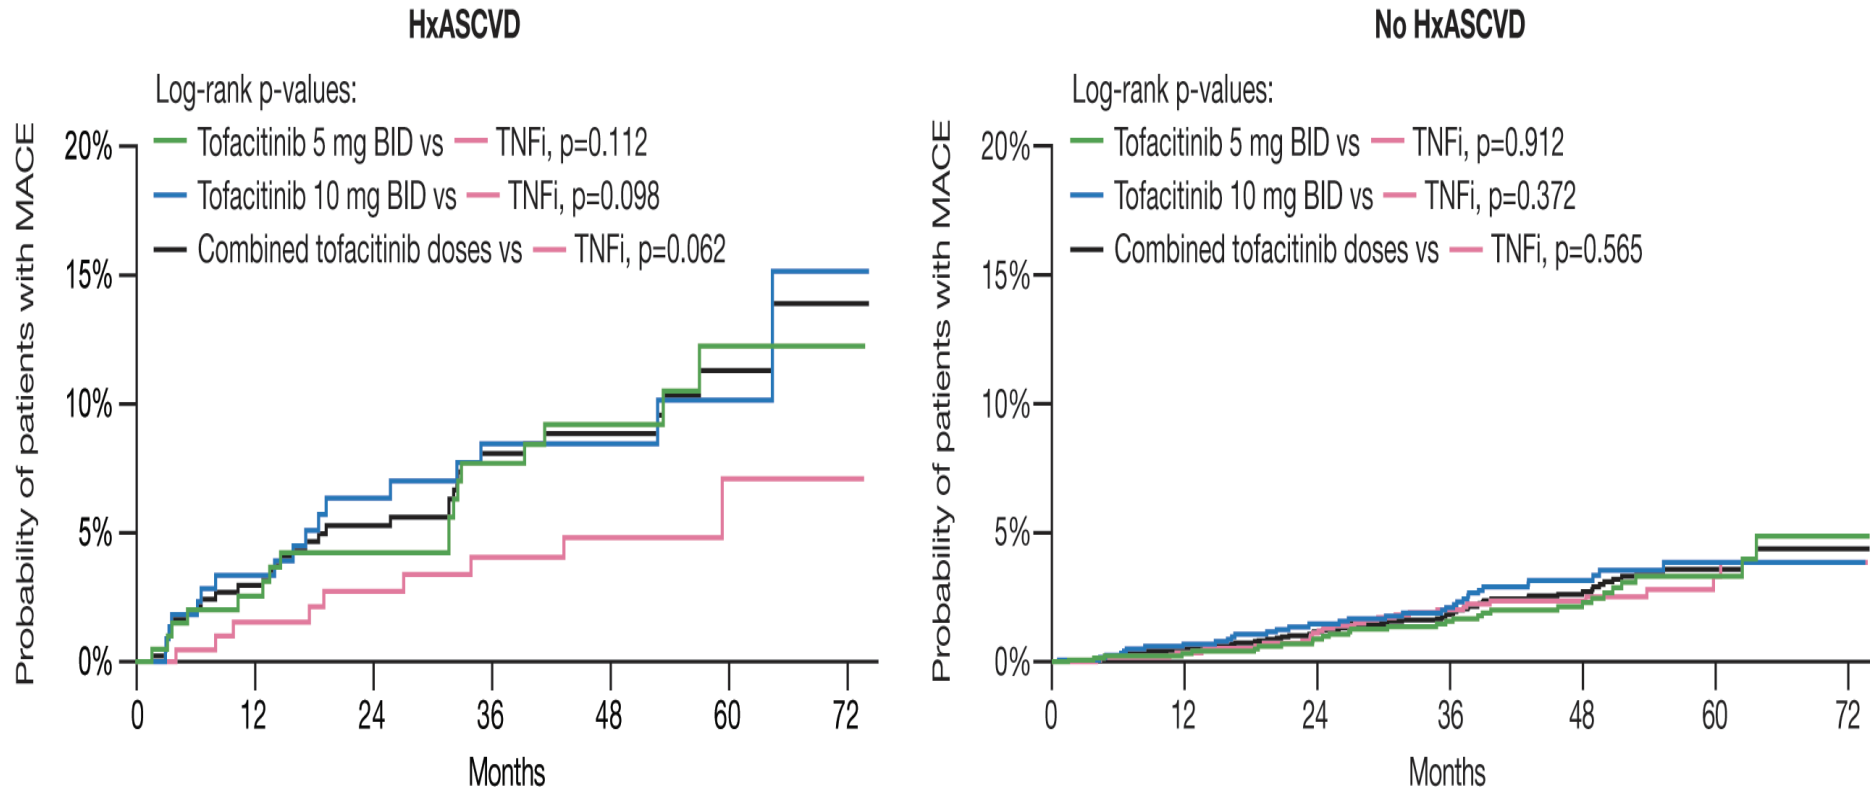 HxASCVD
Log-rank p-values:
Tofacitinib 5 mg BID vs TNFi, p=0.112
Tofacitinib 10 mg BID vs TNFi, p=0.098
Combined tofacitinib doses vs TNFi, p=0.062
Probability of patients with MACE
20%
15%
10%
5%
0%
0 12 24 36 48 60 72
Months
No HxASCVD
Log-rank p-values:
Tofacitinib 5 mg BID vs TNFi, p=0.912
Tofacitinib 10 mg BID vs TNFi, p=0.372
Combined tofacitinib doses vs TNFi, p=0.565
Probability of patients with MACE
20%
15%
10%
5%
0%
0 12 24 36 48 60 72
Months